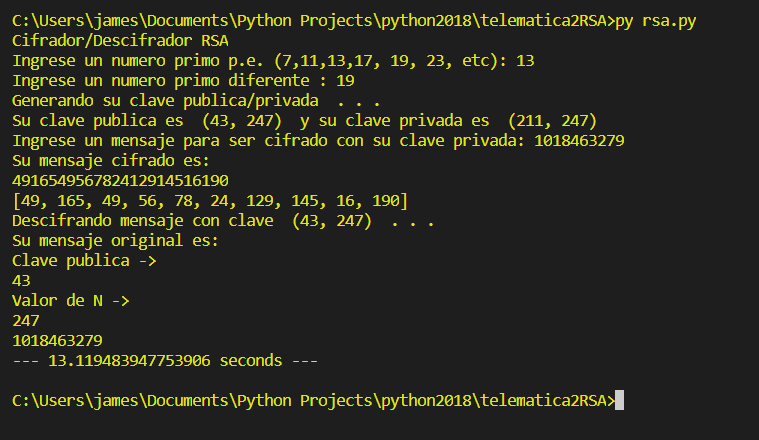 C:\Users\james\Documents\Python Projects\python2018\telematica2RSA>py rsa.py
Cifrador/Descifrador RSA
Ingrese un numero primo p.e. (7,11,13,17, 19, 23, etc): 13
Ingrese un numero primo diferente : 19
Generando su clave publica/privada  . . .
Su clave publica es  (43, 247)  y su clave privada es  (211, 247)
Ingrese un mensaje para ser cifrado con su clave privada: 1018463279
Su mensaje cifrado es:
491654956782412914516190
[49, 165, 49, 56, 78, 24, 129, 145, 16, 190]
Descifrando mensaje con clave  (43, 247)  . . .
Su mensaje original es:
Clave publica ->
43
Valor de N ->
247
1018463279
--- 13.119483947753906 seconds ---
C:\Users\james\Documents\Python Projects\python2018\telematica2RSA>